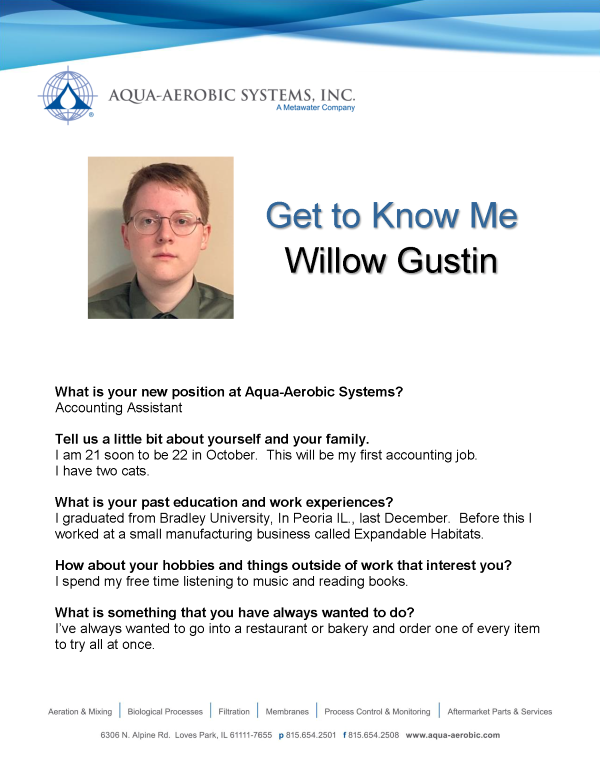 AQUA-AEROBIC SYSTEMS, INC.
A Metawater Company
®
Get to Know Me
Willow Gustin
What is your new position at Aqua-Aerobic Systems?
Accounting Assistant
Tell us a little bit about yourself and your family.
I am 21 soon to be 22 in October.  This will be my first accounting job.
I have two cats.
What is your past education and work experiences?
I graduated from Bradley University, In Peoria IL., last December.  Before this I
worked at a small manufacturing business called Expandable Habitats.
How about your hobbies and things outside of work that interest you?
I spend my free time listening to music and reading books.
What is something that you have always wanted to do?
I’ve always wanted to go into a restaurant or bakery and order one of every item
to try all at once.
Aeration & Mixing | Biological Processes | Filtration | Membranes | Process Control & Monitoring | Aftermarket Parts & Services
6306 N. Alpine Rd.  Loves Park, IL 61111-7655  p 815.654.2501  f 815.654.2508  www.aqua-aerobic.com